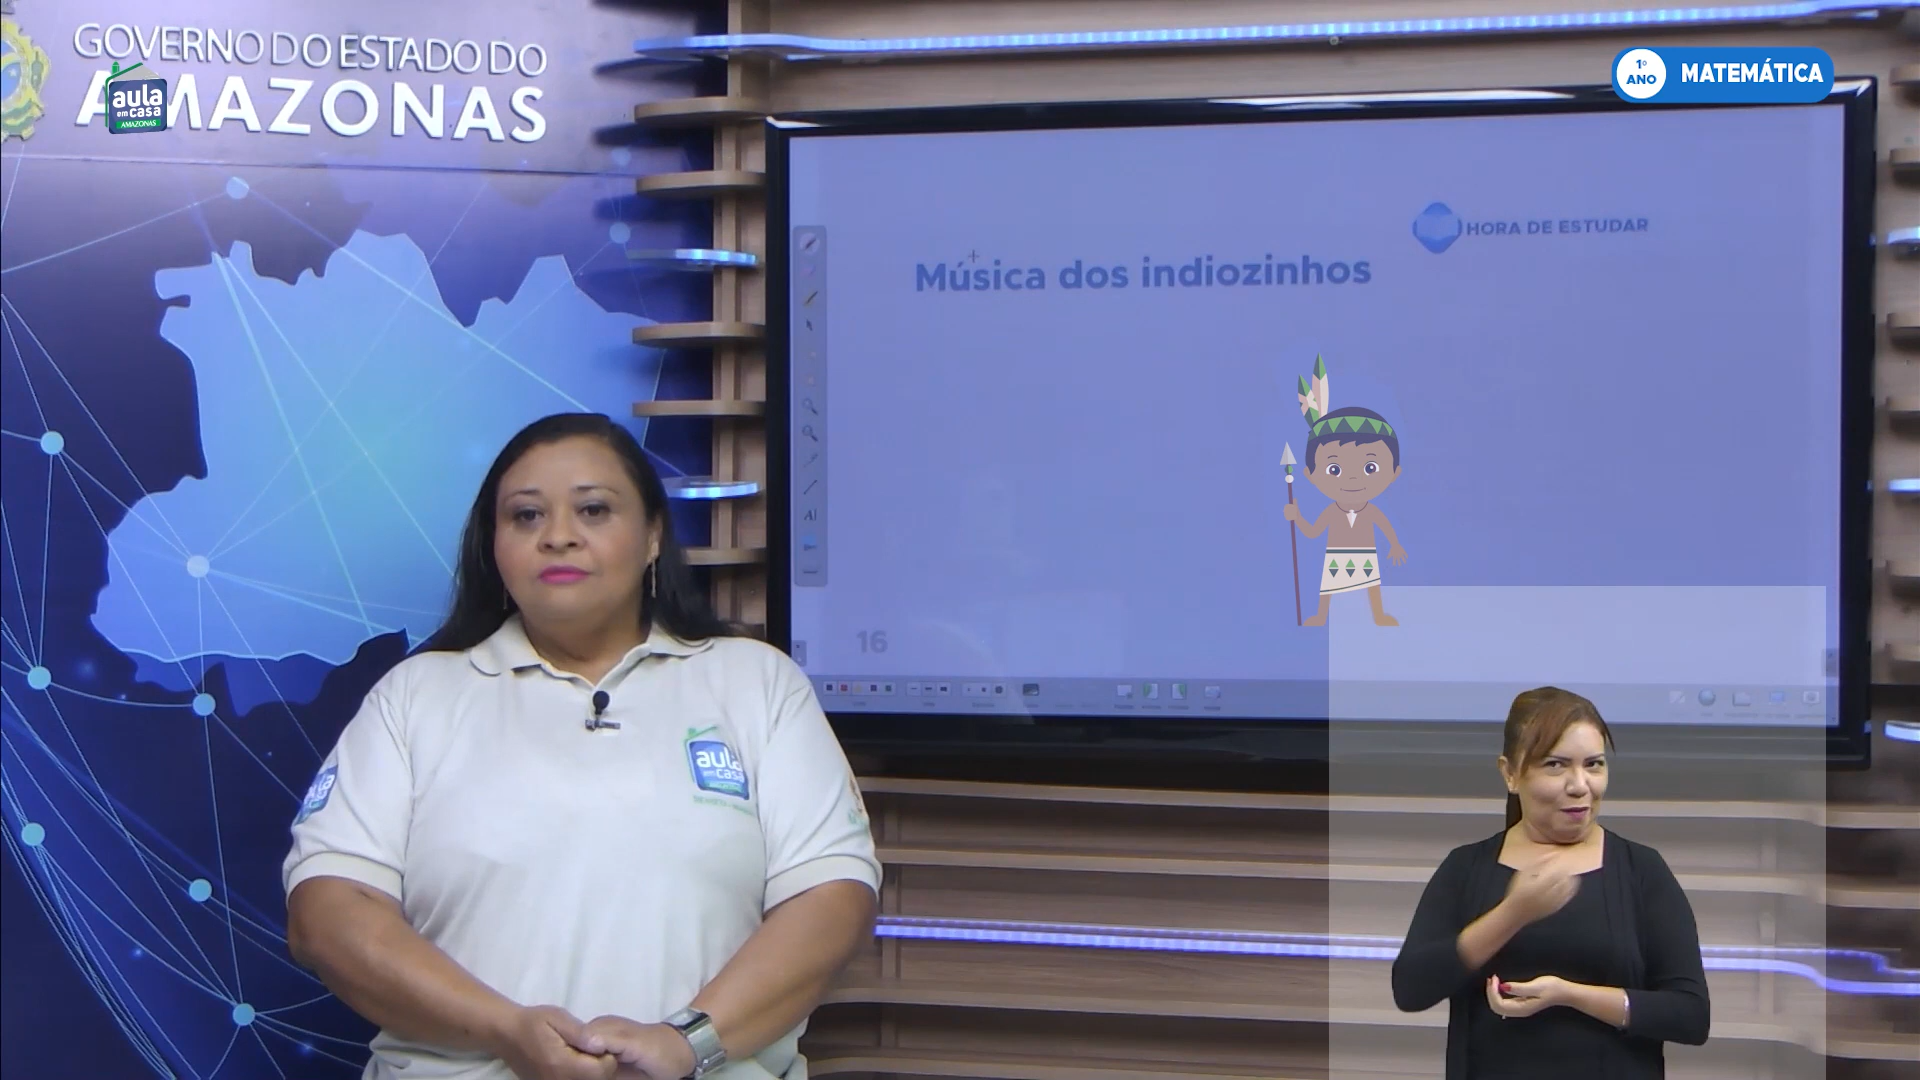 GOVERNO DO ESTADO DO
AMAZONAS
aula
em casa
AMAZONAS
1º
ANO
MATEMÁTICA
HORA DE ESTUDAR
Música dos indiozinhos
AI
16
aula
em casa